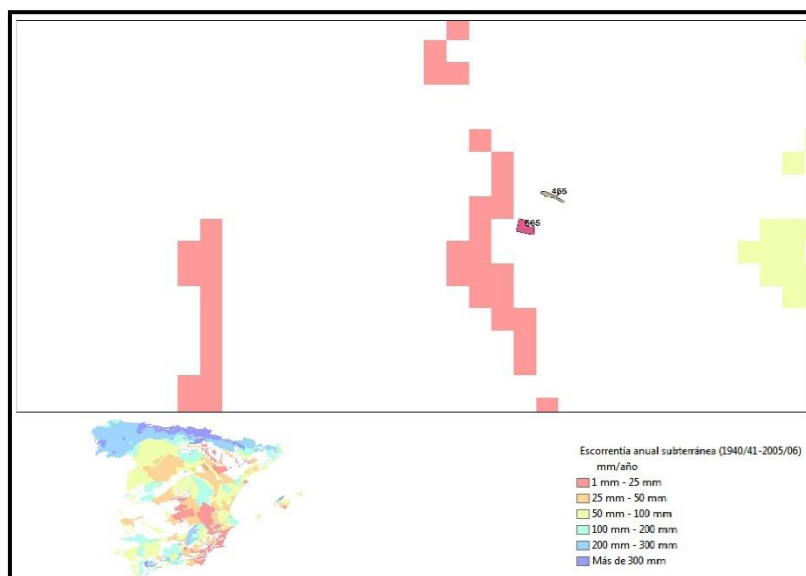 465
665
Escorrentía anual subterránea (1940/41-2005/06)
mm/año
1 mm - 25 mm
25 mm - 50 mm
50 mm - 100 mm
100 mm - 200 mm
200 mm - 300 mm
Más de 300 mm